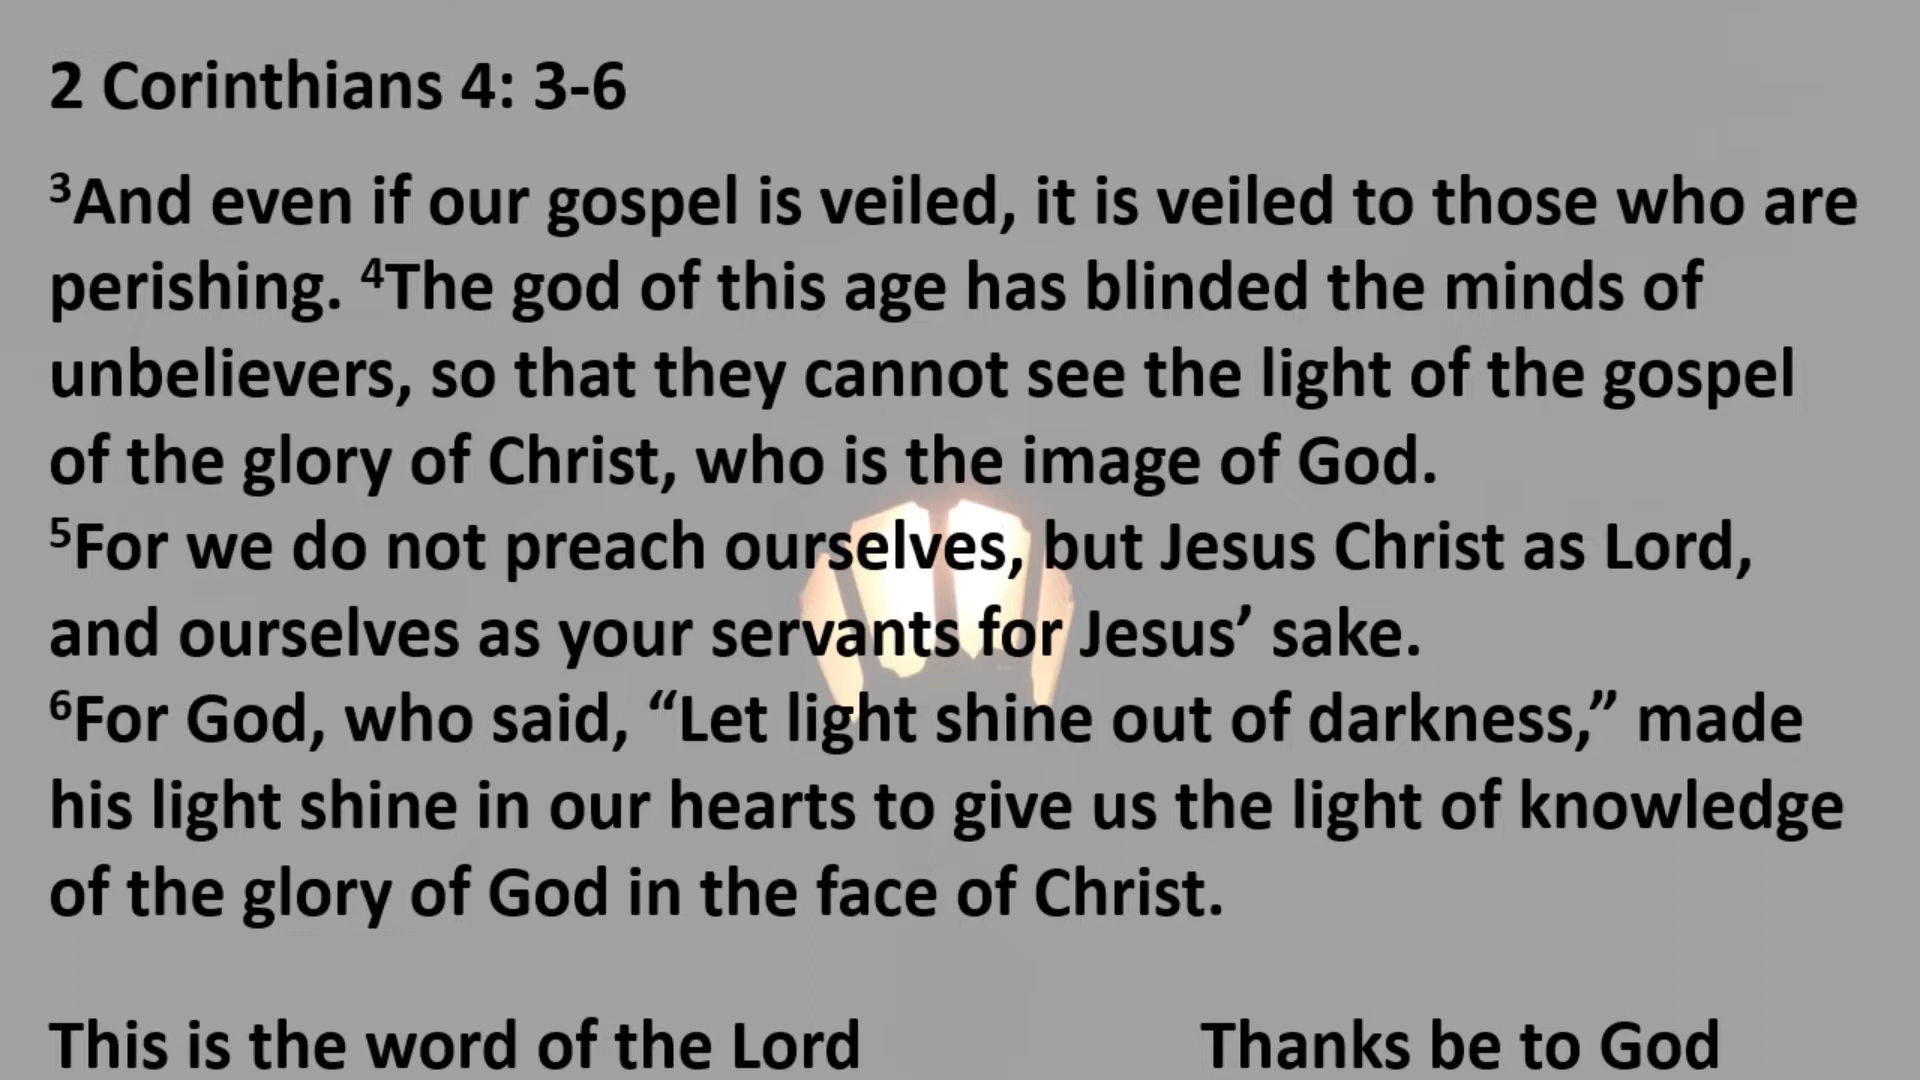 2 Corinthians 4: 3-6
³And even if our gospel is veiled, it is veiled to those who are
perishing. ⁴The god of this age has blinded the minds of
unbelievers, so that they cannot see the light of the gospel
of the glory of Christ, who is the image of God.
⁵For we do not preach ourselves, but Jesus Christ as Lord,
and ourselves as your servants for Jesus’ sake.
⁶For God, who said, “Let light shine out of darkness,” made
his light shine in our hearts to give us the light of knowledge
of the glory of God in the face of Christ.
This is the word of the Lord Thanks be to God